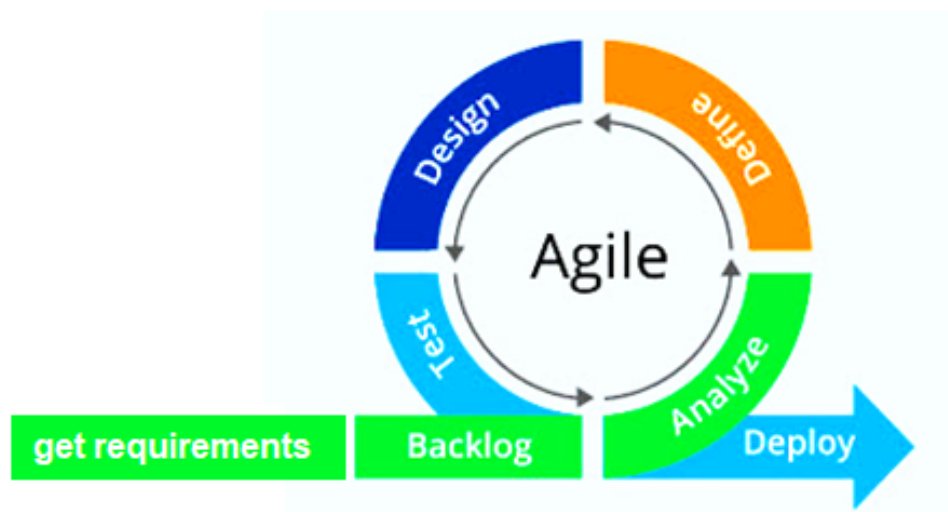 Design
Define
Agile
Test
Analyze
get requirements
Backlog
Deploy